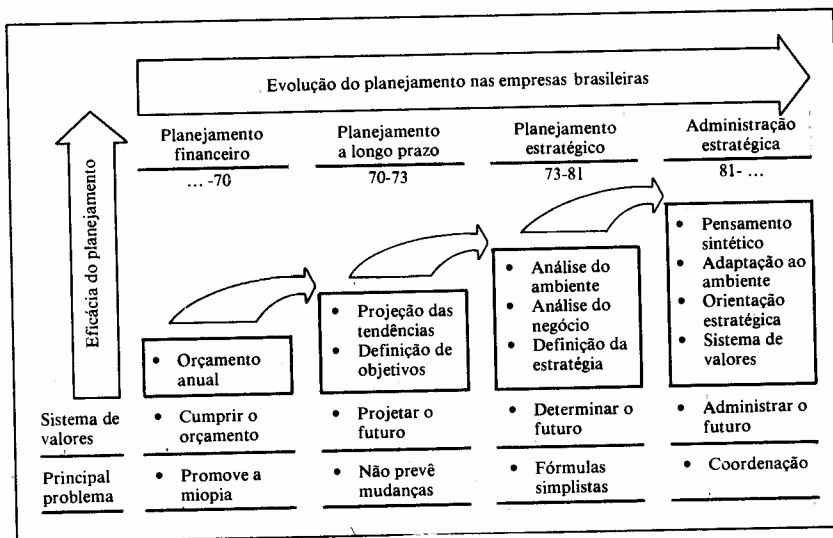 Evolução do planejamento nas empresas brasileiras
Eficácia do planejamento
Planejamento
financeiro
... -70
Planejamento
a longo prazo
70-73
Planejamento
estratégico
73-81
Administração
estratégica
81- ...
• Orçamento
anual
• Projeção das
tendências
• Definição de
objetivos
• Análise do
ambiente
• Análise do
negócio
• Definição da
estratégia
• Pensamento
sintético
• Adaptação ao
ambiente
• Orientação
estratégica
• Sistema de
valores
Sistema de
valores
• Cumprir o
orçamento
• Projetar o
futuro
• Determinar o
futuro
• Administrar o
futuro
Principal
problema
• Promove a
miopia
• Não prevê
mudanças
• Fórmulas
simplistas
• Coordenação